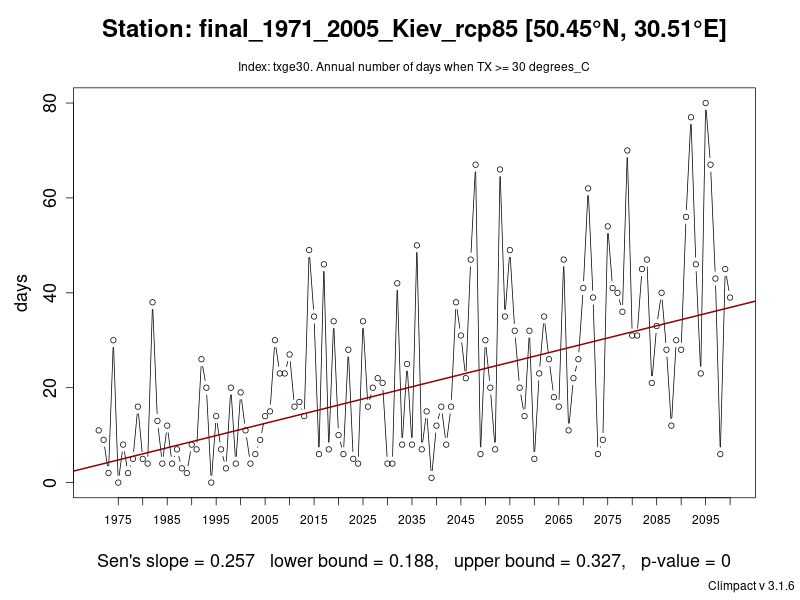 Station: final_1971_2005_Kiev_rcp85 [50.45°N, 30.51°E]
Index: txge30. Annual number of days when TX >= 30 degrees_C
80
60
40
20
0
days
1975 1985 1995 2005 2015 2025 2035 2045 2055 2065 2075 2085 2095
Sen's slope = 0.257 lower bound = 0.188, upper bound = 0.327, p-value = 0
Climpact v 3.1.6